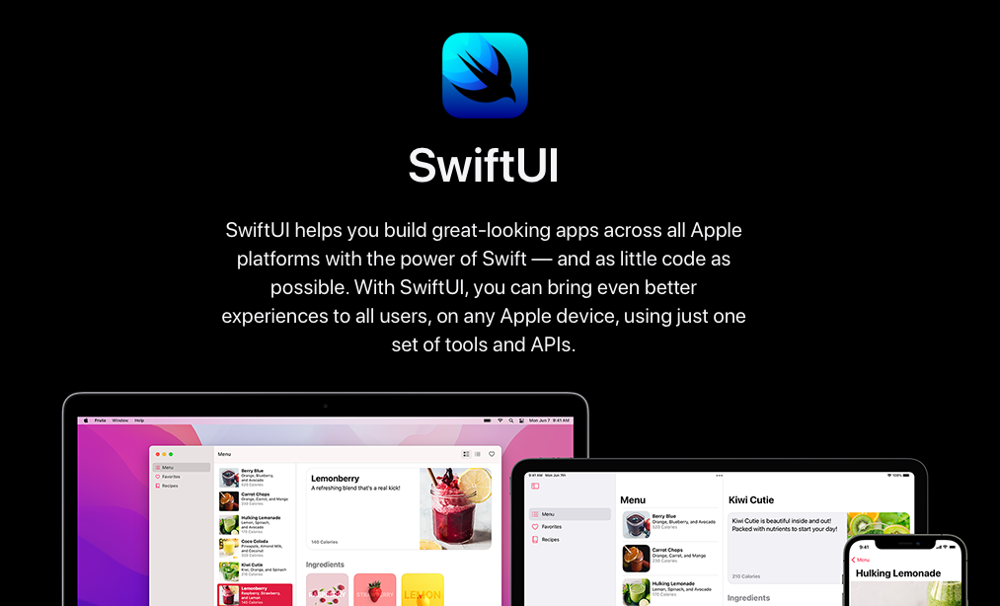 SwiftUI
SwiftUI helps you build great-looking apps across all Apple
platforms with the power of Swift — and as little code as
possible. With SwiftUI, you can bring even better
experiences to all users, on any Apple device, using just one
set of tools and APIs.
Fruta Window Help
Mon Jun 7 9:41 AM
Menu
Favorites
Recipes
Menu
Berry Blue
Orange, Blueberry,
and Avocado
520 Calories
Carrot Chops
Orange, Carrot, and Mango
230 Calories
Hulking Lemonade
Lemon, Spinach,
and Avocado
Coco Colada
Pineapple, Almond Milk,
and Coconut
Kiwi Cutie
Kiwi, Orange, and Spinach
210 Calories
Lemonberry
Raspberry, Strawberry,
and Lemon
Lemonberry
A refreshing blend that's a real kick!
140 Calories
Ingredients
STRAWBERRY
LEMON
9:41 AM Mon Jun 7th
100%
Menu
Favorites
Recipes
Menu
Berry Blue
Orange, Blueberry, and Avocado
520 Calories
Carrot Chops
Orange, Carrot, and Mango
230 Calories
Hulking Lemonade
Lemon, Spinach, and Avocado
Kiwi Cutie
Kiwi Cutie is beautiful inside and out!
Packed with nutrients to start your day!
210 Calories
Ingredients
9:41
Menu
Hulking Lemonade